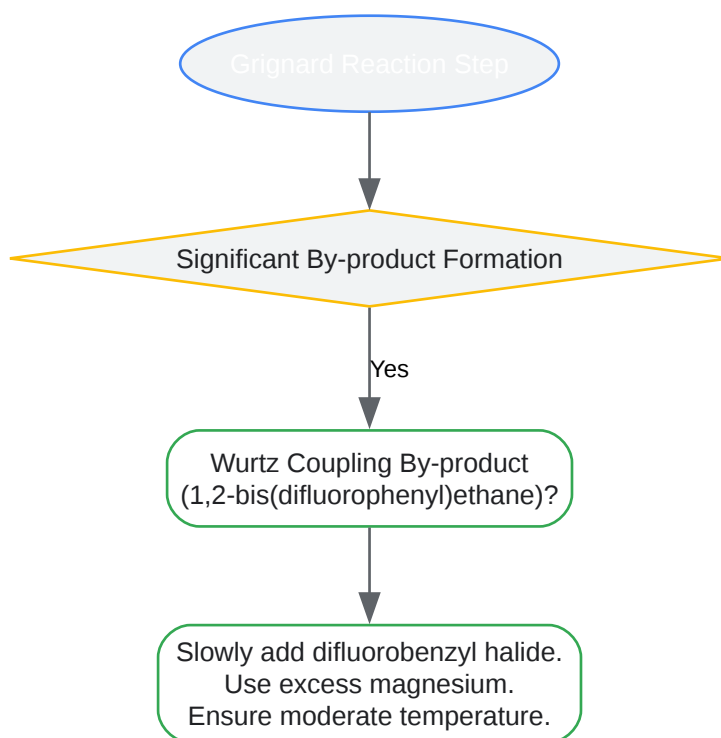 Grignard Reaction Step
Significant By-product Formation
Yes
Wurtz Coupling By-product
(1,2-bis(difluorophenyl)ethane)?
Slowly add difluorobenzyl halide.
Use excess magnesium.
Ensure moderate temperature.